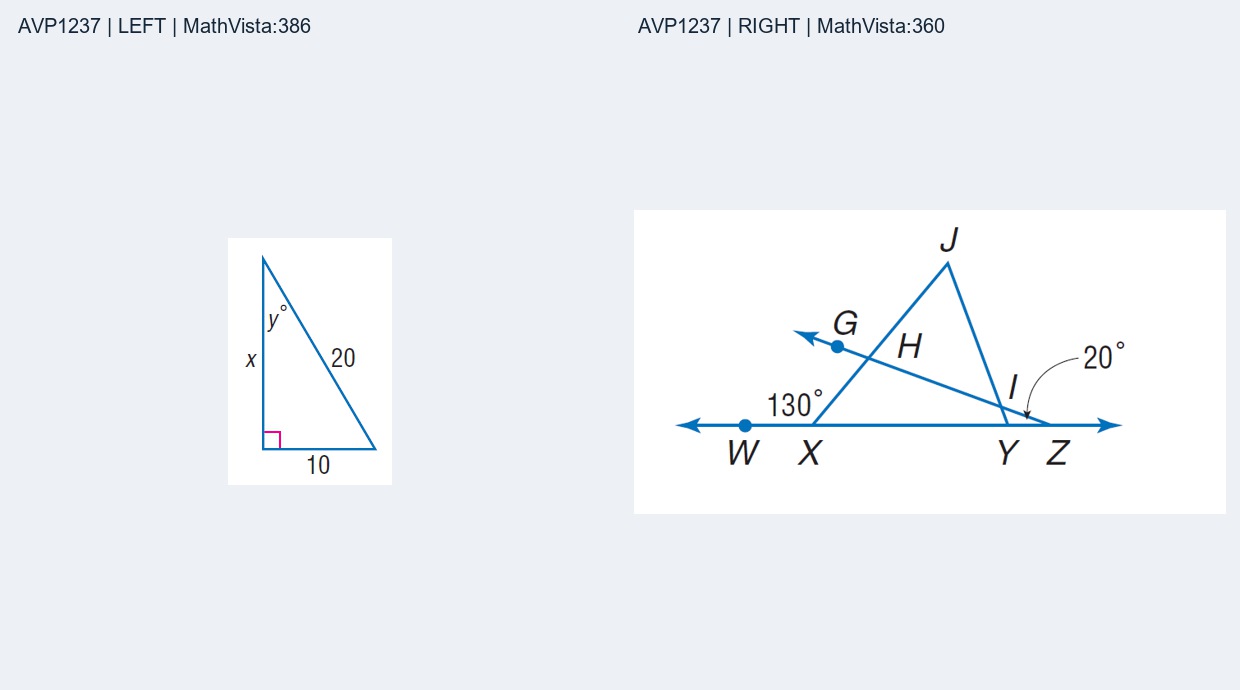 AVP1237 | LEFT | MathVista:386
y°
x
20
10
AVP1237 | RIGHT | MathVista:360
J
G
H
20°
I
130°
W X Y Z